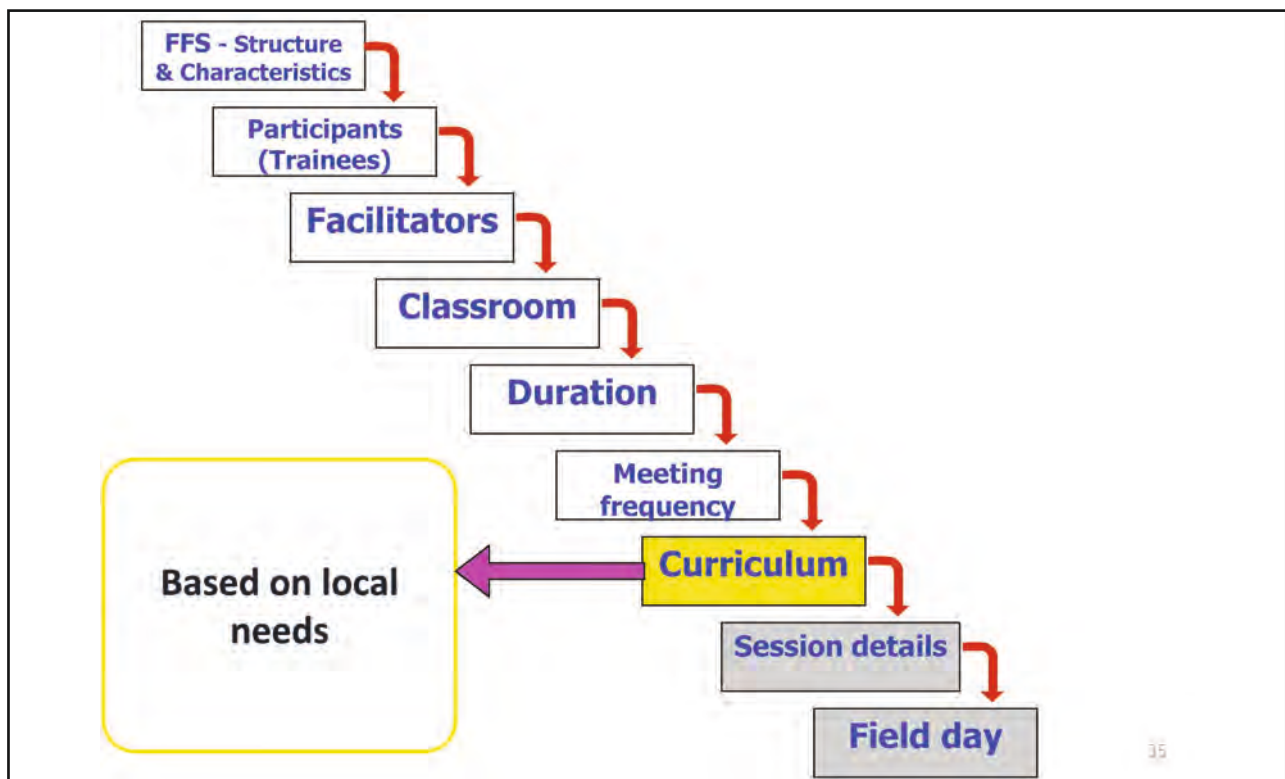 FFS - Structure
& Characteristics
Participants
(Trainees)
Facilitators
Classroom
Duration
Meeting
frequency
Curriculum
Based on local
needs
Session details
Field day
35